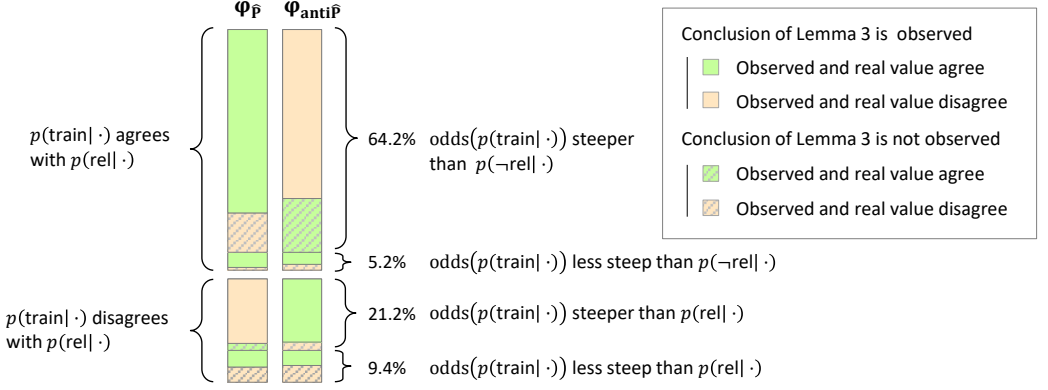 φP̂ φantiP̂
p(train| ·) agrees
with p(rel| ·)
64.2% odds(p(train| ·)) steeper
than p(¬rel| ·)
5.2% odds(p(train| ·)) less steep than p(¬rel| ·)
p(train| ·) disagrees
with p(rel| ·)
21.2% odds(p(train| ·)) steeper than p(rel| ·)
9.4% odds(p(train| ·)) less steep than p(rel| ·)
Conclusion of Lemma 3 is observed
Observed and real value agree
Observed and real value disagree
Conclusion of Lemma 3 is not observed
Observed and real value agree
Observed and real value disagree